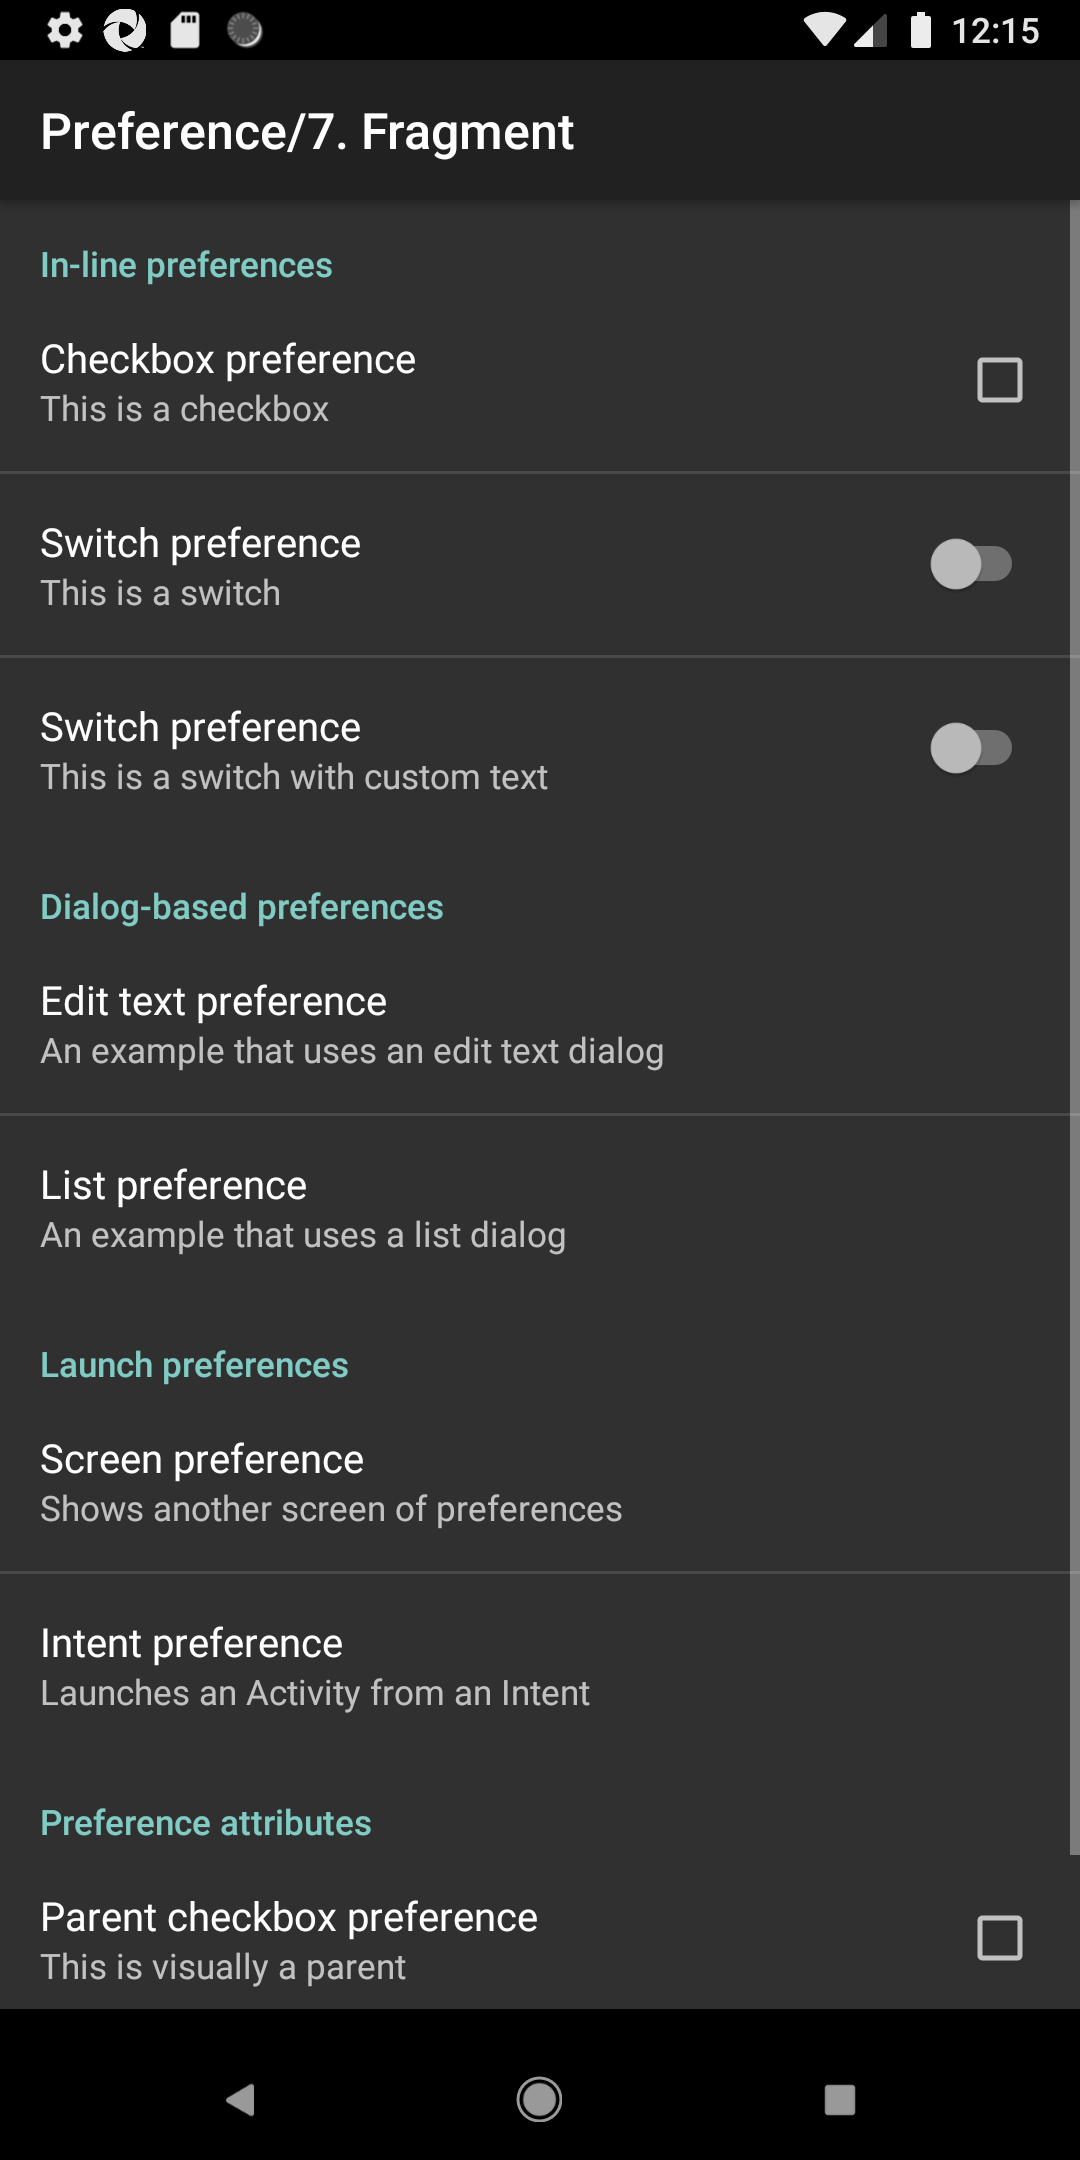 12:15
Preference/7. Fragment
In-line preferences
Checkbox preference
This is a checkbox
Switch preference
This is a switch
Switch preference
This is a switch with custom text
Dialog-based preferences
Edit text preference
An example that uses an edit text dialog
List preference
An example that uses a list dialog
Launch preferences
Screen preference
Shows another screen of preferences
Intent preference
Launches an Activity from an Intent
Preference attributes
Parent checkbox preference
This is visually a parent